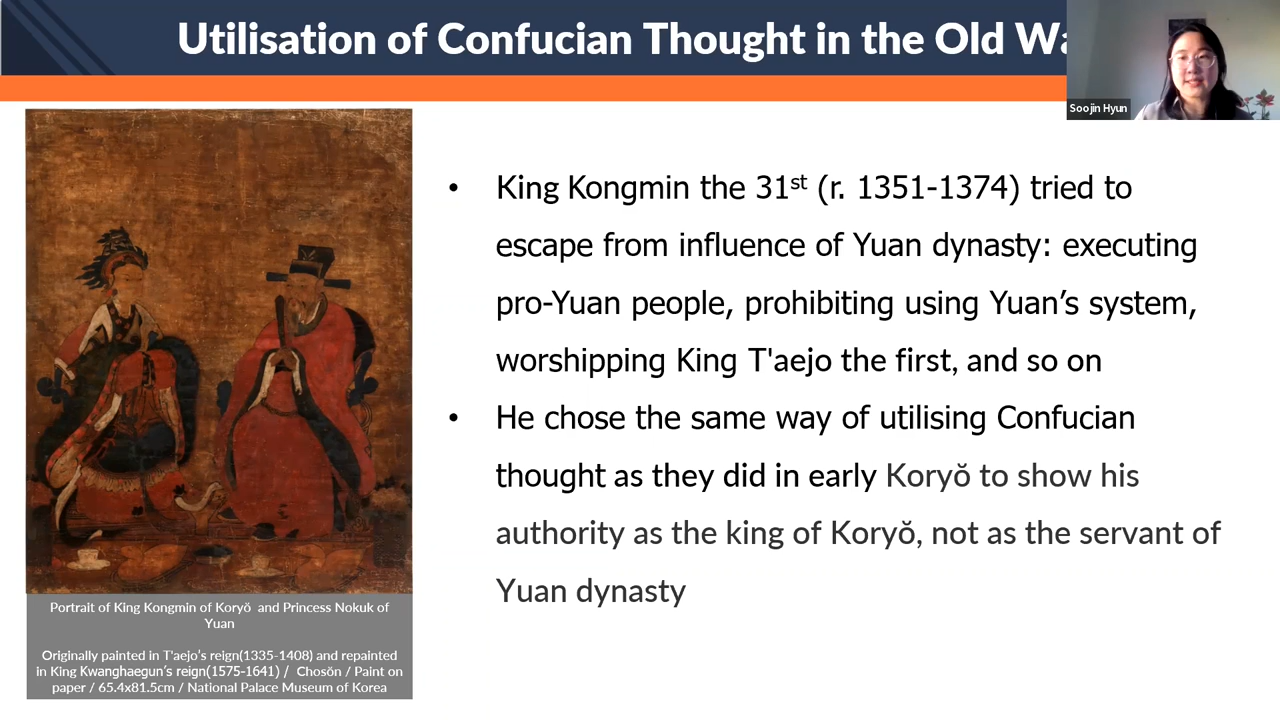 Utilisation of Confucian Thought in the Old
Soojin Hyun
• King Kongmin the 31st (r. 1351-1374) tried to
escape from influence of Yuan dynasty: executing
pro-Yuan people, prohibiting using Yuan's system,
worshipping King T'aejo the first, and so on
• He chose the same way of utilising Confucian
thought as they did in early Koryŏ to show his
authority as the king of Koryŏ, not as the servant of
Yuan dynasty
Portrait of King Kongmin of Koryŏ and Princess Nokuk of
Yuan
Originally painted in T'aejo's reign(1335-1408) and repainted
in King Kwanghaegun's reign(1575-1641) / Chosŏn / Paint on
paper / 65.4x81.5cm / National Palace Museum of Korea